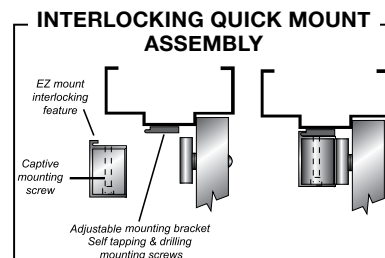 INTERLOCKING QUICK MOUNT
ASSEMBLY
EZ mount
interlocking
feature
Captive
mounting
screw
Adjustable mounting bracket
Self tapping & drilling
mounting screws